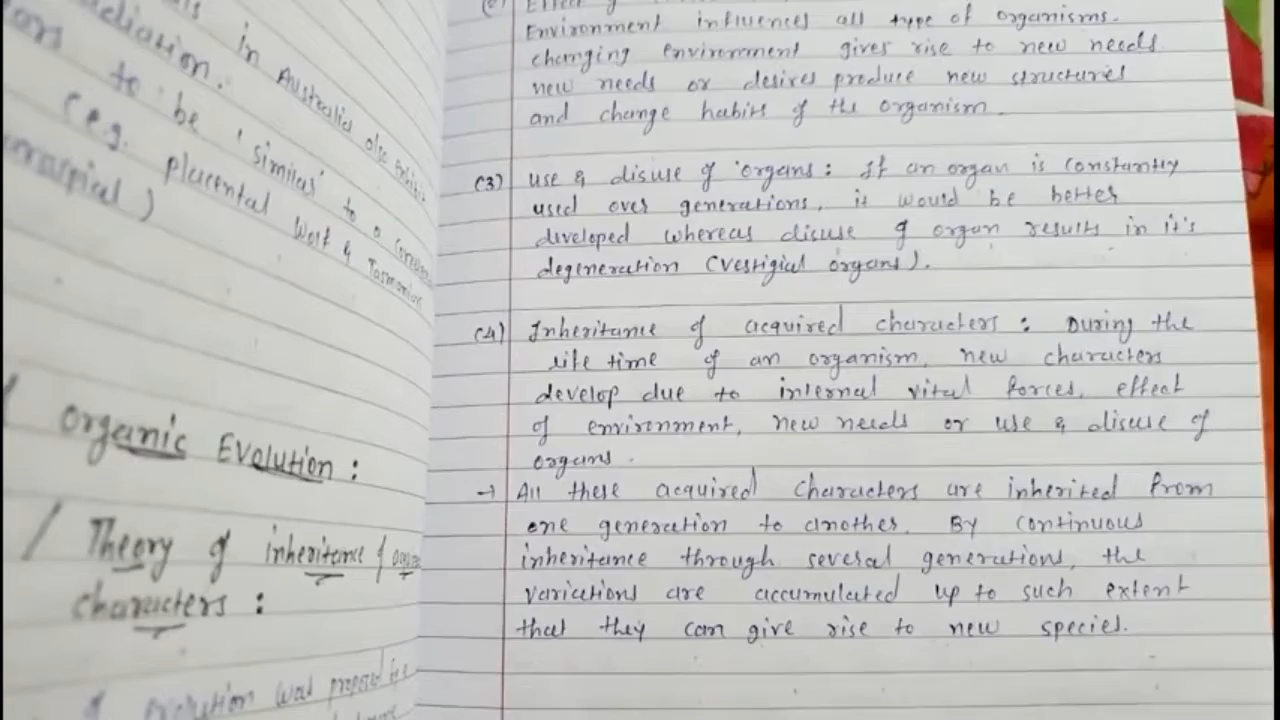 in Australia also
to be 'similar' to a
(eg. placental Wolf & Tasmanian
Organic Evolution :
/ Theory of inheritance of
characters :
evolution was proposed
Environment influences all type of organisms.
changing environment gives rise to new needs.
new needs or desires produce new structures
and change habits of the organism.
(3) use & disuse of organs : If an organ is constantly
used over generations, it would be better
developed whereas disuse of organ results in it's
degeneration (vestigial organs).
(4) Inheritance of acquired characters : During the
life time of an organism, new characters
develop due to internal vital forces, effect
of environment, new needs or use & disuse of
organs.
→ All these acquired characters are inherited from
one generation to another. By continuous
inheritance through several generations, the
variations are accumulated up to such extent
that they can give rise to new species.